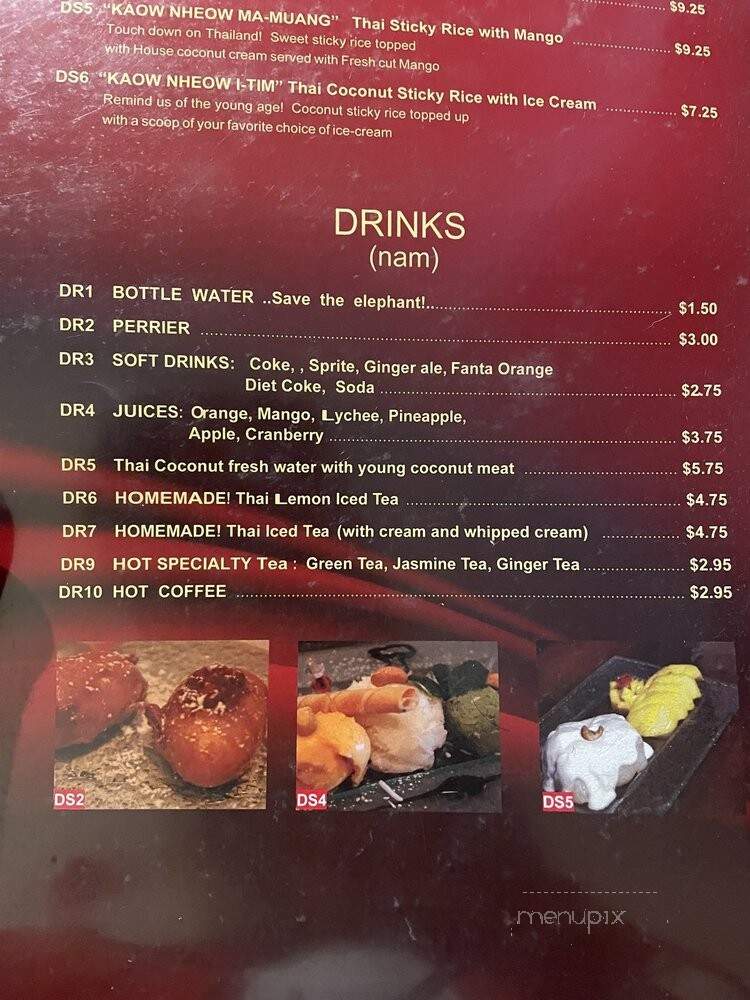 $9.25
DS5 “KAOW NHEOW MA-MUANG” Thai Sticky Rice with Mango ................. $9.25
Touch down on Thailand! Sweet sticky rice topped
with House coconut cream served with Fresh cut Mango
DS6 “KAOW NHEOW I-TIM” Thai Coconut Sticky Rice with Ice Cream ................. $7.25
Remind us of the young age! Coconut sticky rice topped up
with a scoop of your favorite choice of ice-cream
DRINKS
(nam)
DR1 BOTTLE WATER ..Save the elephant!.. $1.50
DR2 PERRIER $3.00
DR3 SOFT DRINKS: Coke, , Sprite, Ginger ale, Fanta Orange
Diet Coke, Soda $2.75
DR4 JUICES: Orange, Mango, Lychee, Pineapple,
Apple, Cranberry $3.75
DR5 Thai Coconut fresh water with young coconut meat $5.75
DR6 HOMEMADE! Thai Lemon Iced Tea $4.75
DR7 HOMEMADE! Thai Iced Tea (with cream and whipped cream) $4.75
DR9 HOT SPECIALTY Tea : Green Tea, Jasmine Tea, Ginger Tea $2.95
DR10 HOT COFFEE $2.95
DS2 DS4 DS5
menupix